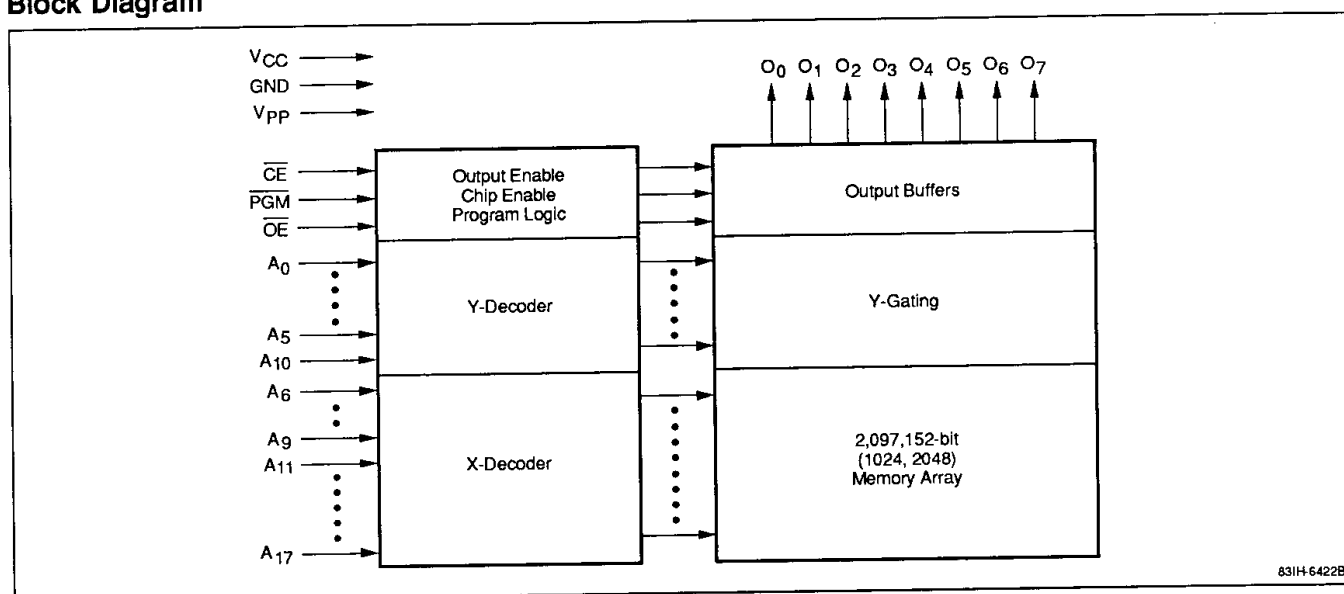 Block Diagram
VCC
GND
VPP
CE
PGM
OE
A0
A5
A10
A6
A9
A11
A17
Output Enable
Chip Enable
Program Logic
Y-Decoder
X-Decoder
O0 O1 O2 O3 O4 O5 O6 O7
Output Buffers
Y-Gating
2,097,152-bit
(1024, 2048)
Memory Array
83IH-6422B